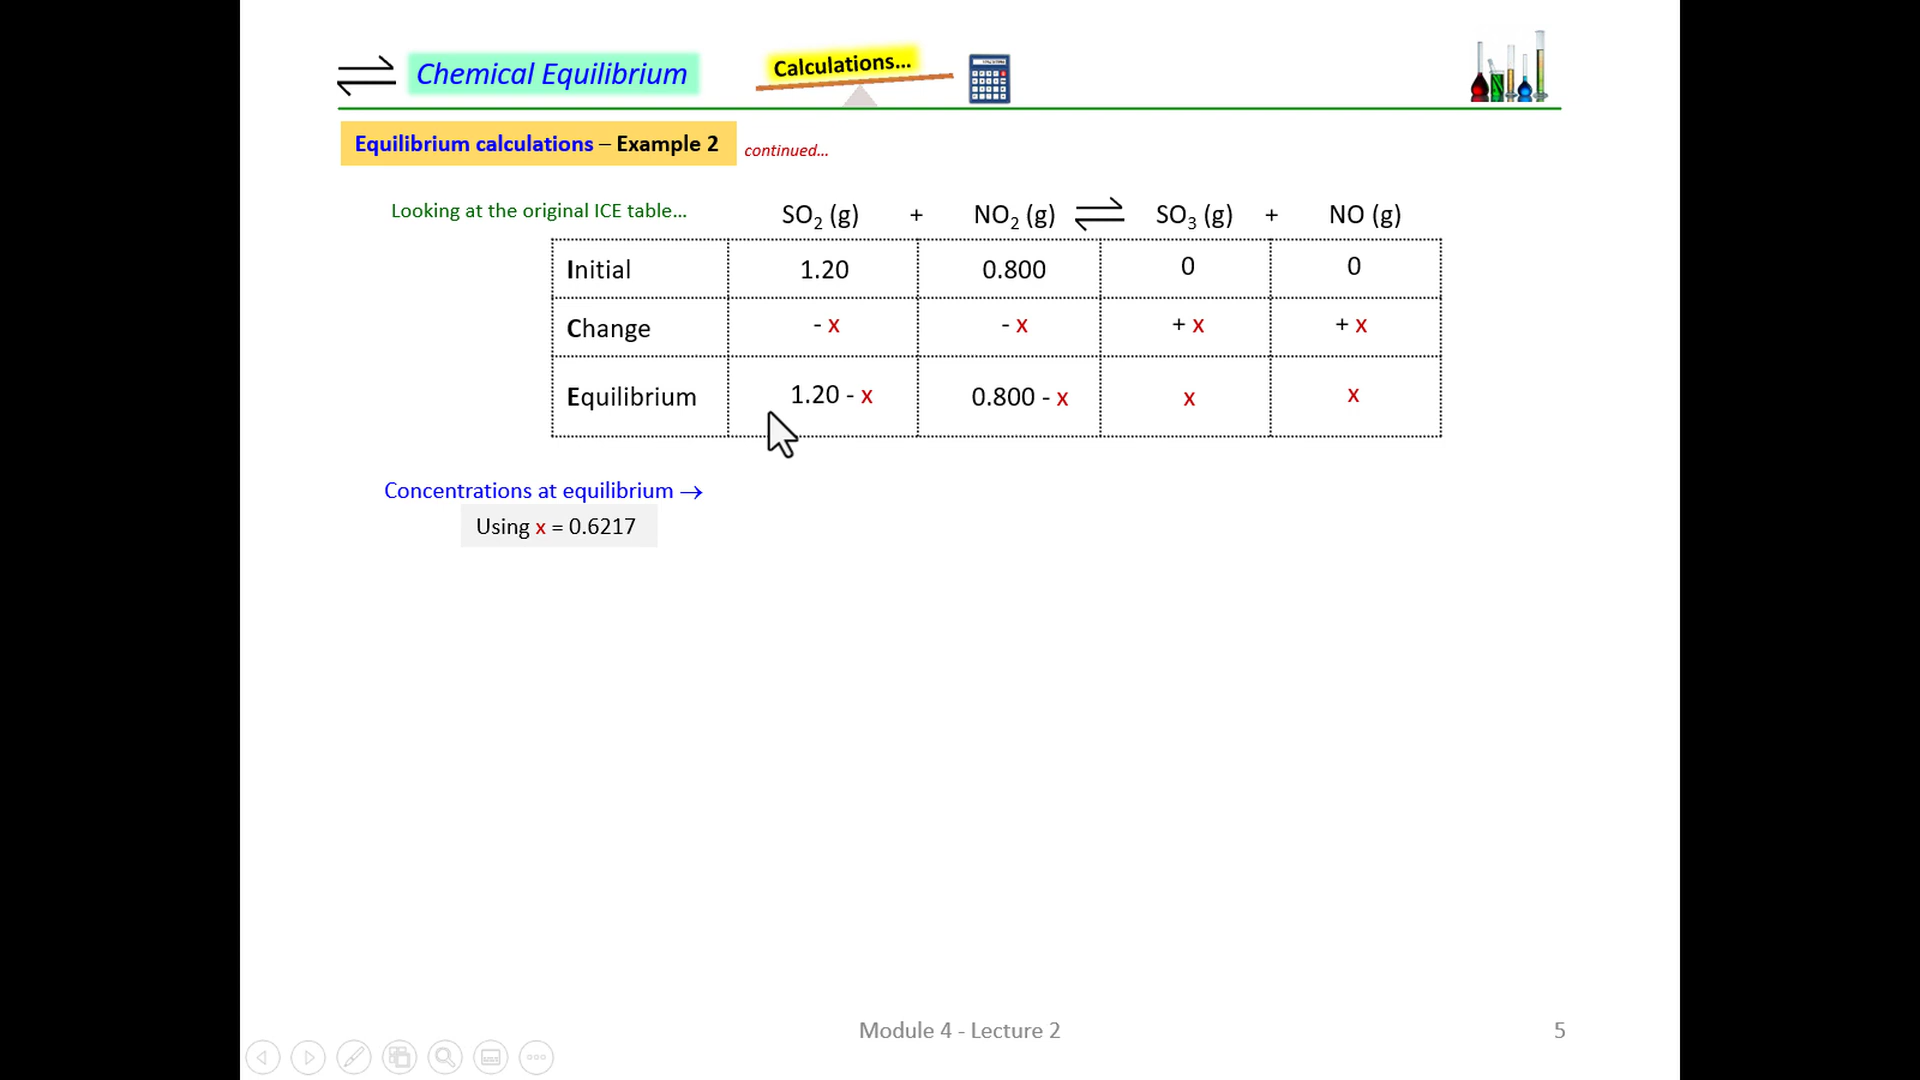 ⇌ Chemical Equilibrium
Calculations...
Equilibrium calculations – Example 2 continued...
Looking at the original ICE table...
SO₂ (g) + NO₂ (g) ⇌ SO₃ (g) + NO (g)
Initial 1.20 0.800 0 0
Change - x - x + x + x
Equilibrium 1.20 - x 0.800 - x x x
Concentrations at equilibrium →
Using x = 0.6217
Module 4 - Lecture 2
5